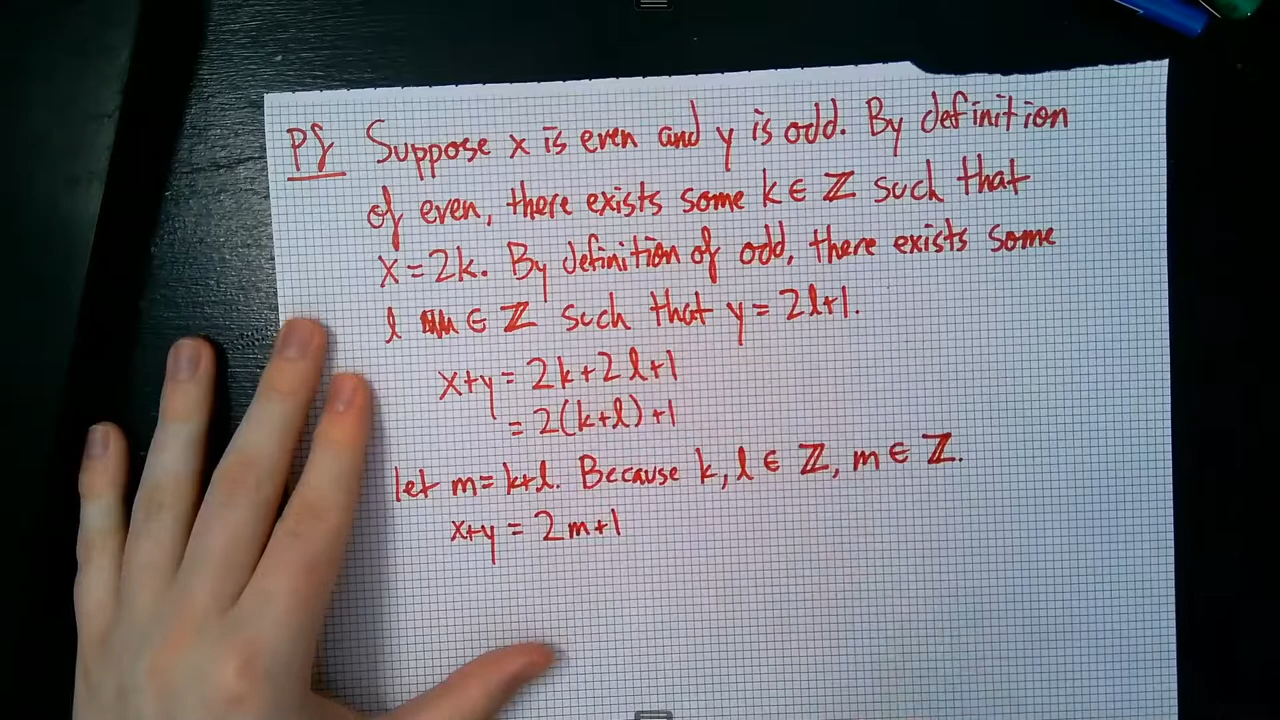 Pf Suppose x is even and y is odd. By definition
of even, there exists some k ∈ ℤ such that
x = 2k. By definition of odd, there exists some
l ∈ ℤ such that y = 2l+1.
x+y = 2k+2l+1
= 2(k+l)+1
let m = k+l. Because k, l ∈ ℤ, m ∈ ℤ.
x+y = 2m+1